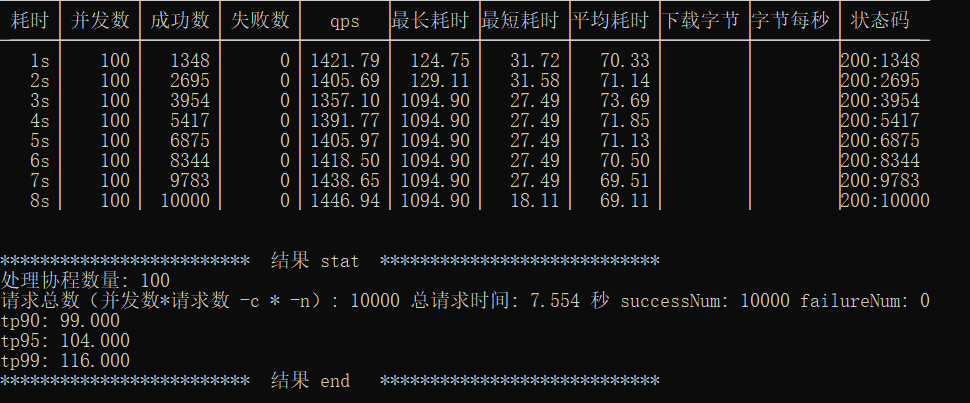 耗时 并发数 成功数 失败数 qps 最长耗时 最短耗时 平均耗时 下载字节 字节每秒 状态码
1s 100 1348 0 1421.79 124.75 31.72 70.33 200:1348
2s 100 2695 0 1405.69 129.11 31.58 71.14 200:2695
3s 100 3954 0 1357.10 1094.90 27.49 73.69 200:3954
4s 100 5417 0 1391.77 1094.90 27.49 71.85 200:5417
5s 100 6875 0 1405.97 1094.90 27.49 71.13 200:6875
6s 100 8344 0 1418.50 1094.90 27.49 70.50 200:8344
7s 100 9783 0 1438.65 1094.90 27.49 69.51 200:9783
8s 100 10000 0 1446.94 1094.90 18.11 69.11 200:10000
************************* 结果 stat ****************************
处理协程数量: 100
请求总数（并发数*请求数 -c * -n）: 10000 总请求时间: 7.554 秒 successNum: 10000 failureNum: 0
tp90: 99.000
tp95: 104.000
tp99: 116.000
************************* 结果 end ****************************